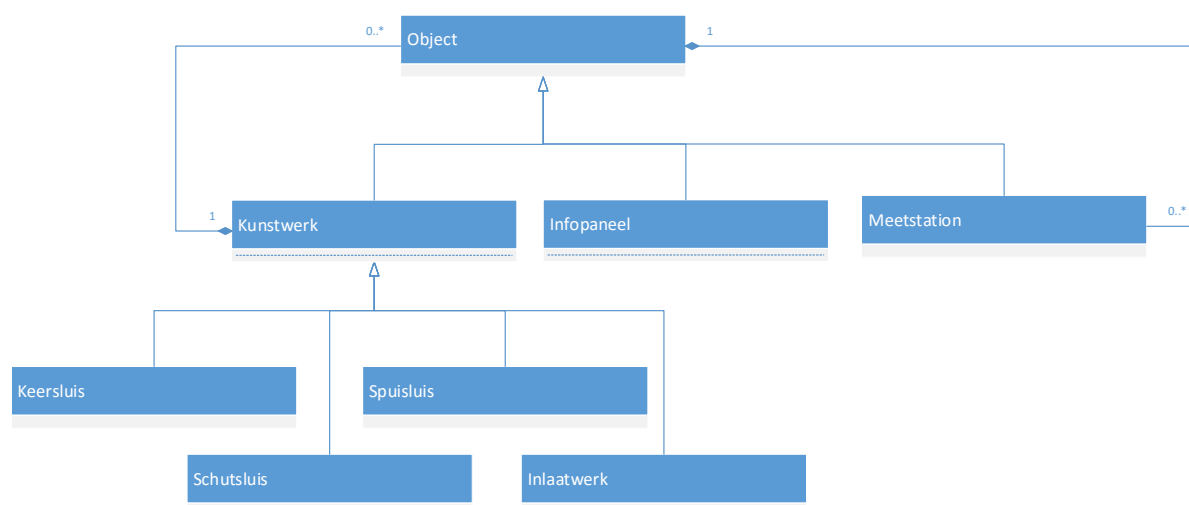 0..*
Object
1
1
Kunstwerk
Infopaneel
Meetstation
0..*
Keersluis
Spuisluis
Schutsluis
Inlaatwerk